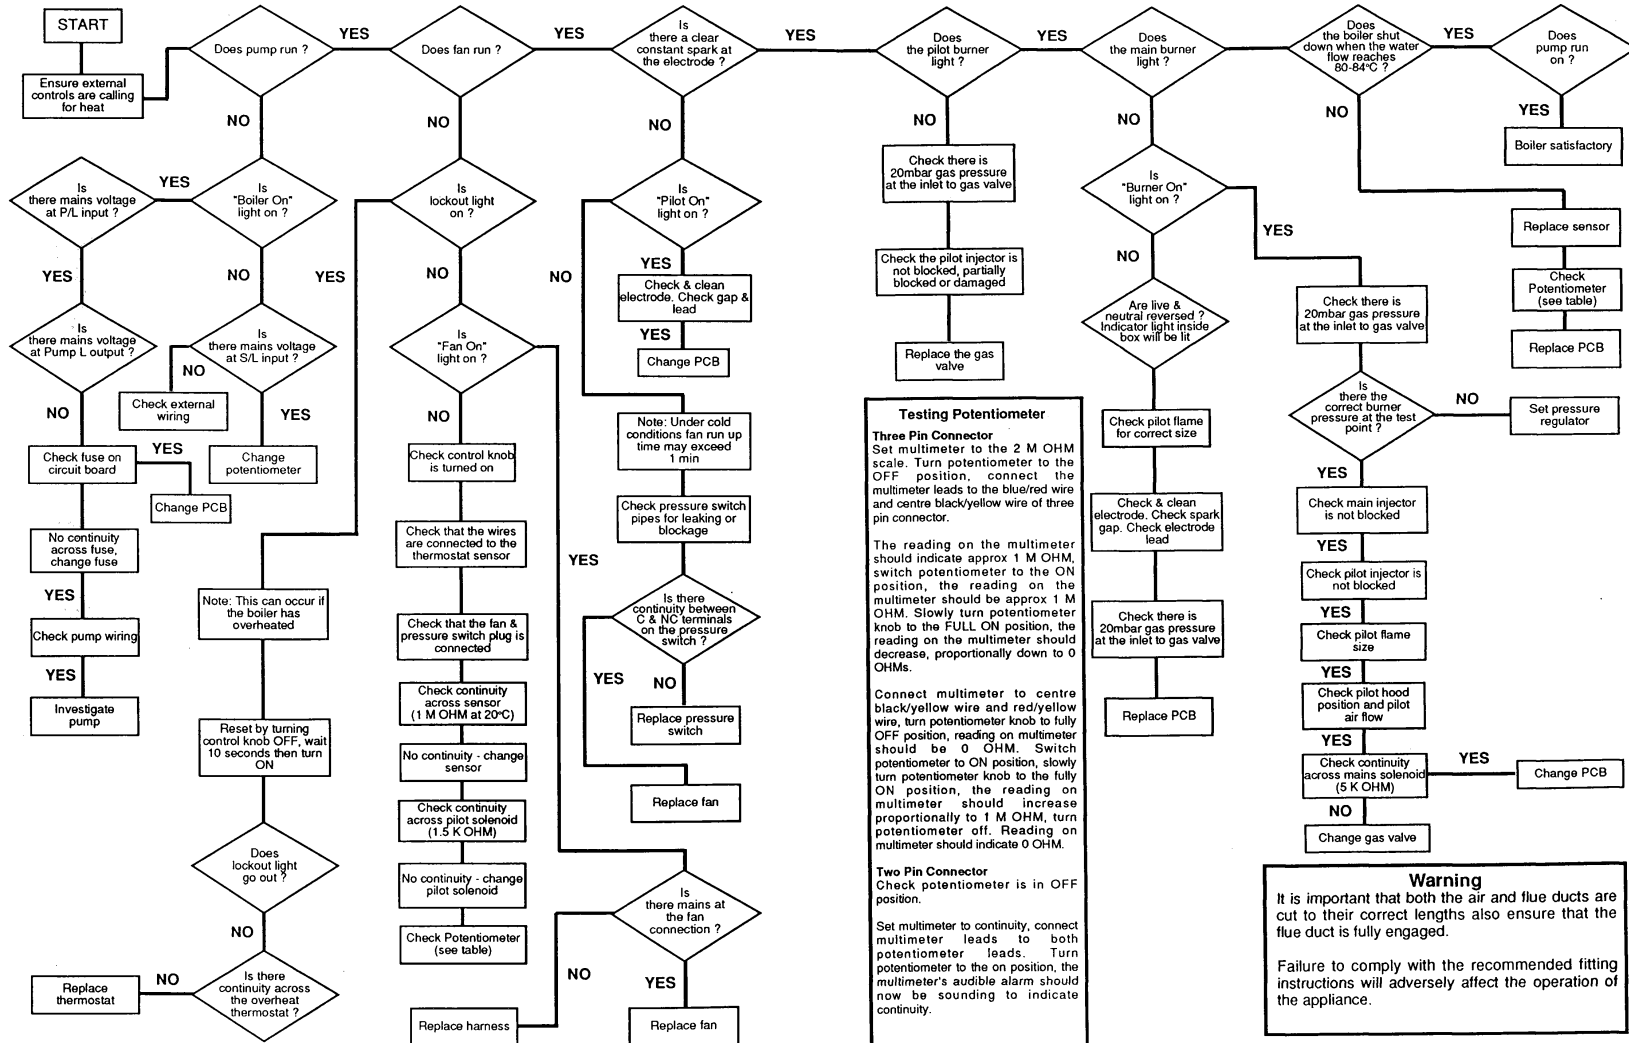 START
Ensure external
controls are calling
for heat
Does pump run ?
YES
Does fan run ?
YES
Is
there a clear
constant spark at
the electrode ?
YES
Does
the pilot burner
light ?
YES
Does
the main burner
light ?
Does
the boiler shut
down when the water
flow reaches
80-84°C ?
YES
Does
pump run
on ?
NO
NO
NO
NO
NO
NO
YES
Boiler satisfactory
Is
there mains voltage
at P/L input ?
YES
Is
"Boiler On"
light on ?
Is
lockout light
on ?
Is
"Pilot On"
light on ?
Check there is
20mbar gas pressure
at the inlet to gas valve
Is
"Burner On"
light on ?
YES
Replace sensor
YES
NO
YES
NO
NO
YES
Check & clean
electrode. Check gap &
lead
YES
Change PCB
Check the pilot injector is
not blocked, partially
blocked or damaged
NO
Check
Potentiometer
(see table)
Replace PCB
Is
there mains voltage
at Pump L output ?
Is
there mains voltage
at S/L input ?
NO
Check external
wiring
YES
Change
potentiometer
Is
"Fan On"
light on ?
Replace the gas
valve
Are live &
neutral reversed ?
Indicator light inside
box will be lit
Check there is
20mbar gas pressure
at the inlet to gas valve
NO
Check fuse on
circuit board
YES
Change PCB
NO
Check control knob
is turned on
Note: Under cold
conditions fan run up
time may exceed
1 min
Check pilot flame
for correct size
Is
there the
correct burner
pressure at the test
point ?
NO
Set pressure
regulator
No continuity
across fuse,
change fuse
YES
Check pump wiring
YES
Investigate
pump
Note: This can occur if
the boiler has
overheated
Reset by turning
control knob OFF, wait
10 seconds then turn
ON
Does
lockout light
go out ?
NO
Is there
continuity across
the overheat
thermostat ?
NO
Replace
thermostat
Check that the wires
are connected to the
thermostat sensor
Check that the fan &
pressure switch plug is
connected
Check continuity
across sensor
(1 M OHM at 20°C)
No continuity - change
sensor
Check continuity
across pilot solenoid
(1.5 K OHM)
No continuity - change
pilot solenoid
Check Potentiometer
(see table)
YES
Check pressure switch
pipes for leaking or
blockage
Is there
continuity between
C & NC terminals
on the pressure
switch ?
YES
NO
Replace pressure
switch
Replace fan
Is
there mains at
the fan
connection ?
NO
YES
Replace harness
Replace fan
Testing Potentiometer
Three Pin Connector
Set multimeter to the 2 M OHM
scale. Turn potentiometer to the
OFF position, connect the
multimeter leads to the blue/red wire
and centre black/yellow wire of three
pin connector.
The reading on the multimeter
should indicate approx 1 M OHM,
switch potentiometer to the ON
position, the reading on the
multimeter should be approx 1 M
OHM. Slowly turn potentiometer
knob to the FULL ON position, the
reading on the multimeter should
decrease, proportionally down to 0
OHMs.
Connect multimeter to centre
black/yellow wire and red/yellow
wire, turn potentiometer knob to fully
OFF position, reading on multimeter
should be 0 OHM. Switch
potentiometer to ON position, slowly
turn potentiometer knob to the fully
ON position, the reading on
multimeter should increase
proportionally to 1 M OHM, turn
potentiometer off. Reading on
multimeter should indicate 0 OHM.
Two Pin Connector
Check potentiometer is in OFF
position.
Set multimeter to continuity, connect
multimeter leads to both
potentiometer leads. Turn
potentiometer to the on position, the
multimeter's audible alarm should
now be sounding to indicate
continuity.
Check & clean
electrode. Check spark
gap. Check electrode
lead
Check there is
20mbar gas pressure
at the inlet to gas valve
Replace PCB
YES
Check main injector
is not blocked
YES
Check pilot injector is
not blocked
YES
Check pilot flame
size
YES
Check pilot hood
position and pilot
air flow
YES
Check continuity
across mains solenoid
(5 K OHM)
YES
Change PCB
NO
Change gas valve
Warning
It is important that both the air and flue ducts are
cut to their correct lengths also ensure that the
flue duct is fully engaged.
Failure to comply with the recommended fitting
instructions will adversely affect the operation of
the appliance.